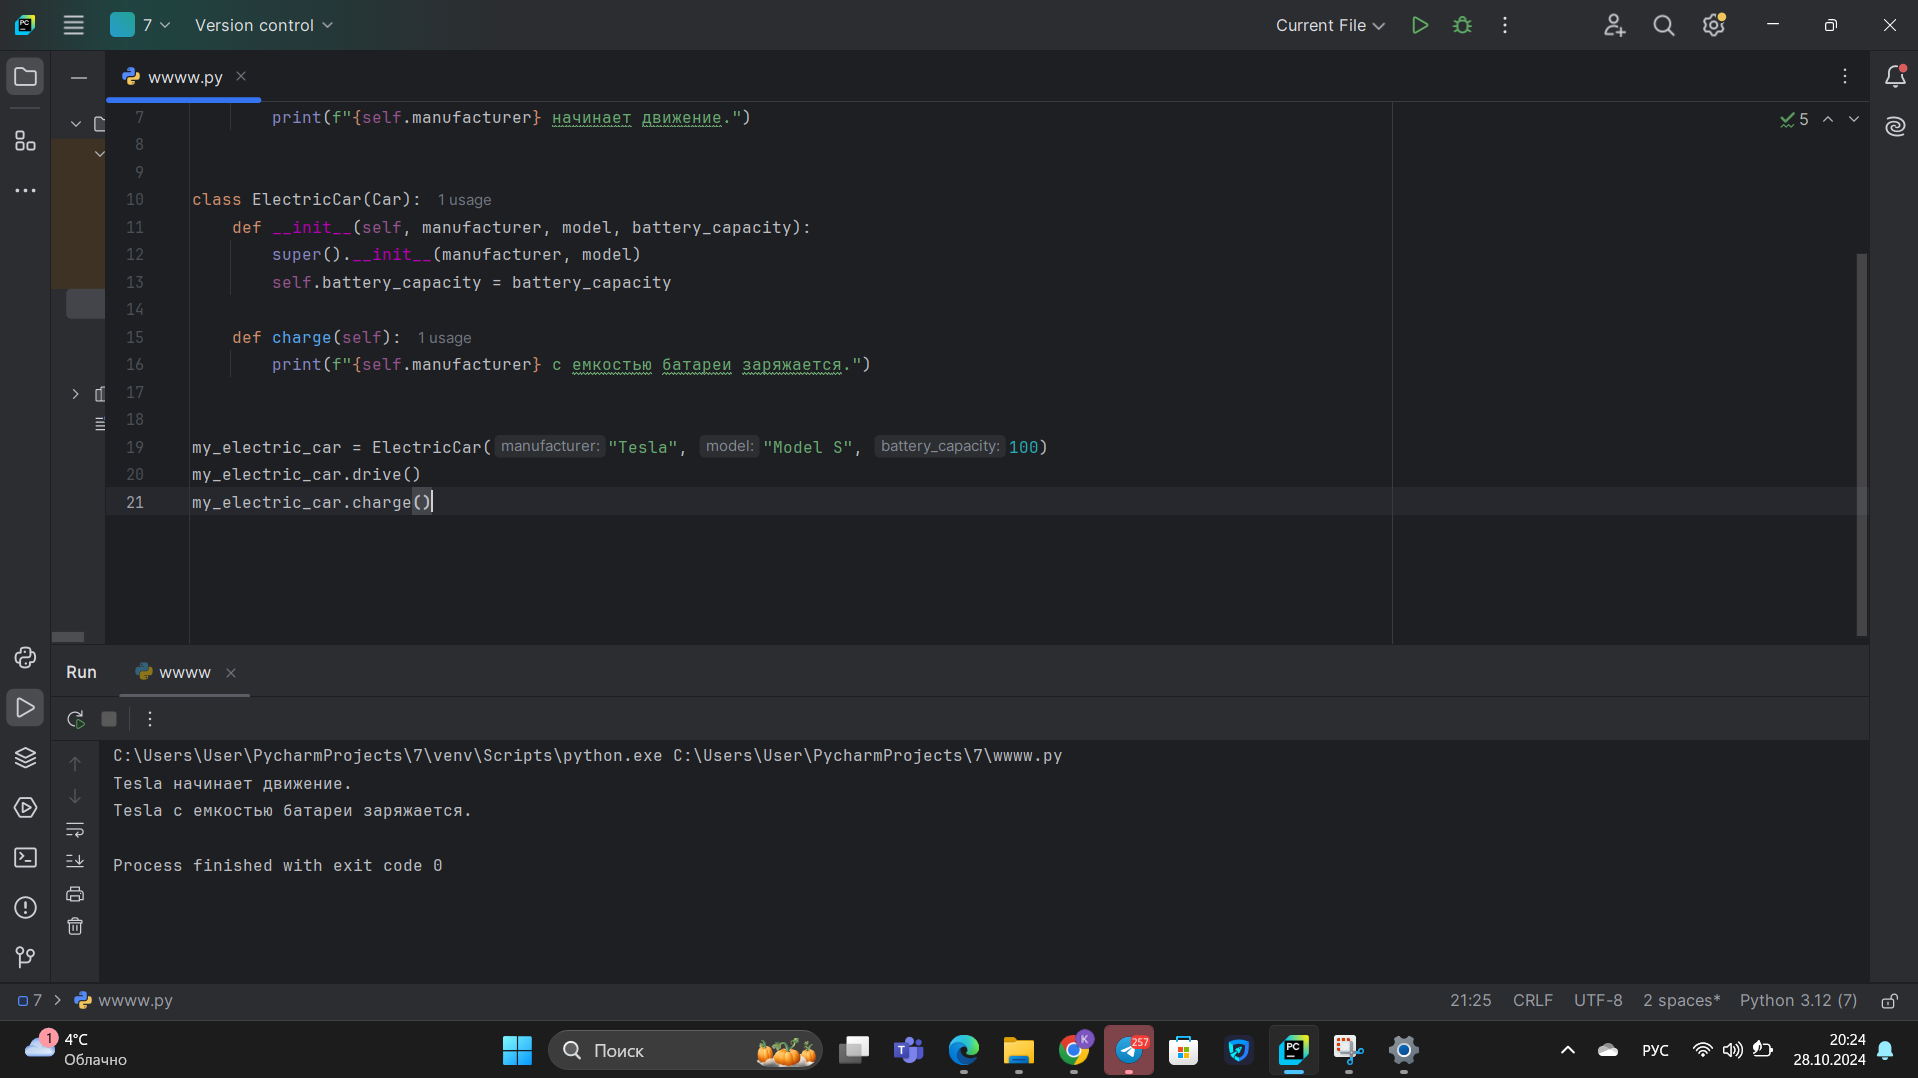 7
Version control
Current File
wwww.py
7 print(f"{self.manufacturer} начинает движение.")
5
8
9
10 class ElectricCar(Car): 1 usage
11 def __init__(self, manufacturer, model, battery_capacity):
12 super().__init__(manufacturer, model)
13 self.battery_capacity = battery_capacity
14
15 def charge(self): 1 usage
16 print(f"{self.manufacturer} с емкостью батареи заряжается.")
17
18
19 my_electric_car = ElectricCar( manufacturer: "Tesla", model: "Model S", battery_capacity: 100)
20 my_electric_car.drive()
21 my_electric_car.charge()
Run
wwww
C:\Users\User\PycharmProjects\7\venv\Scripts\python.exe C:\Users\User\PycharmProjects\7\wwww.py
Tesla начинает движение.
Tesla с емкостью батареи заряжается.
Process finished with exit code 0
7 > wwww.py
21:25 CRLF UTF-8 2 spaces* Python 3.12 (7)
1
4°C
Облачно
Поиск
K
257
PC
РУС
20:24
28.10.2024